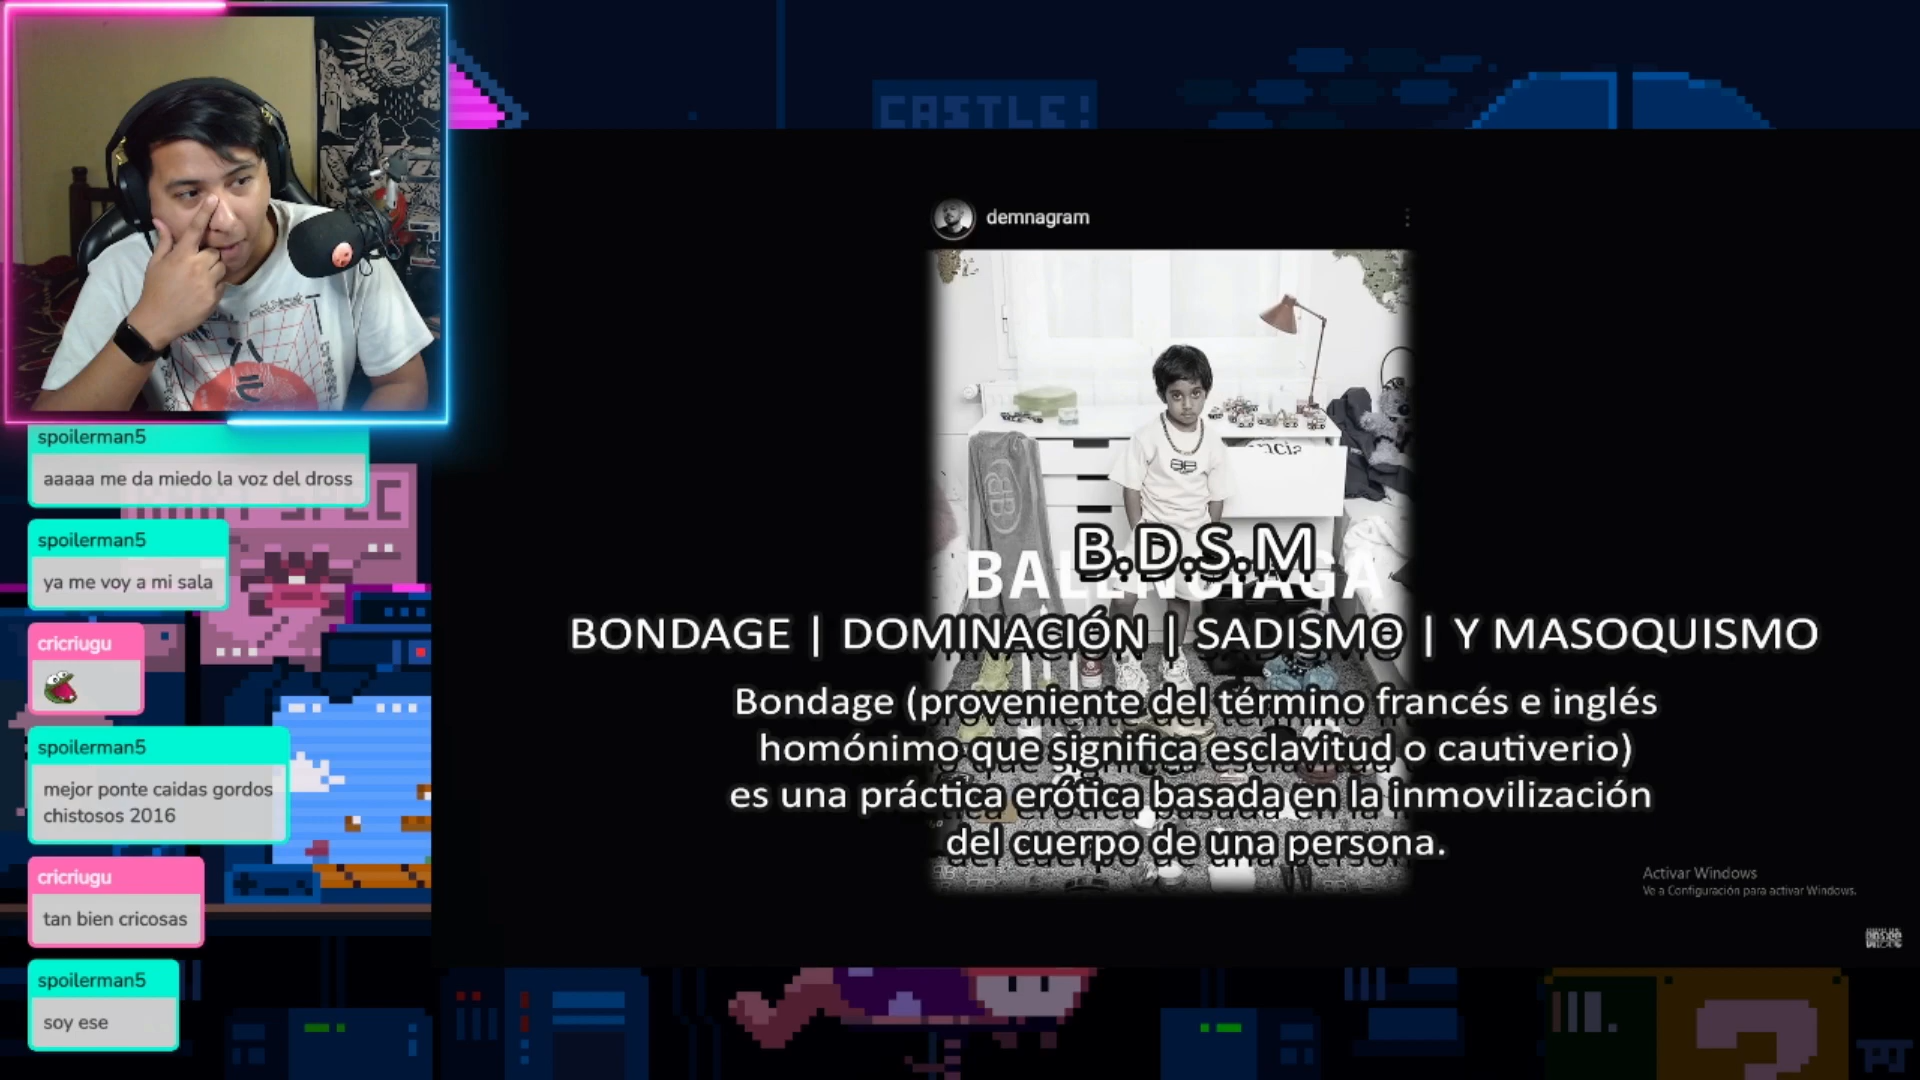 CASTLE!
demnagram
B.D.S.M
BALENCIAGA
BONDAGE | DOMINACIÓN | SADISMO | Y MASOQUISMO
Bondage (proveniente del término francés e inglés
homónimo que significa esclavitud o cautiverio)
es una práctica erótica basada en la inmovilización
del cuerpo de una persona.
spoilerman5
aaaaa me da miedo la voz del dross
spoilerman5
ya me voy a mi sala
cricriugu
spoilerman5
mejor ponte caidas gordos
chistosos 2016
cricriugu
tan bien cricosas
spoilerman5
soy ese
Activar Windows
Ve a Configuración para activar Windows.